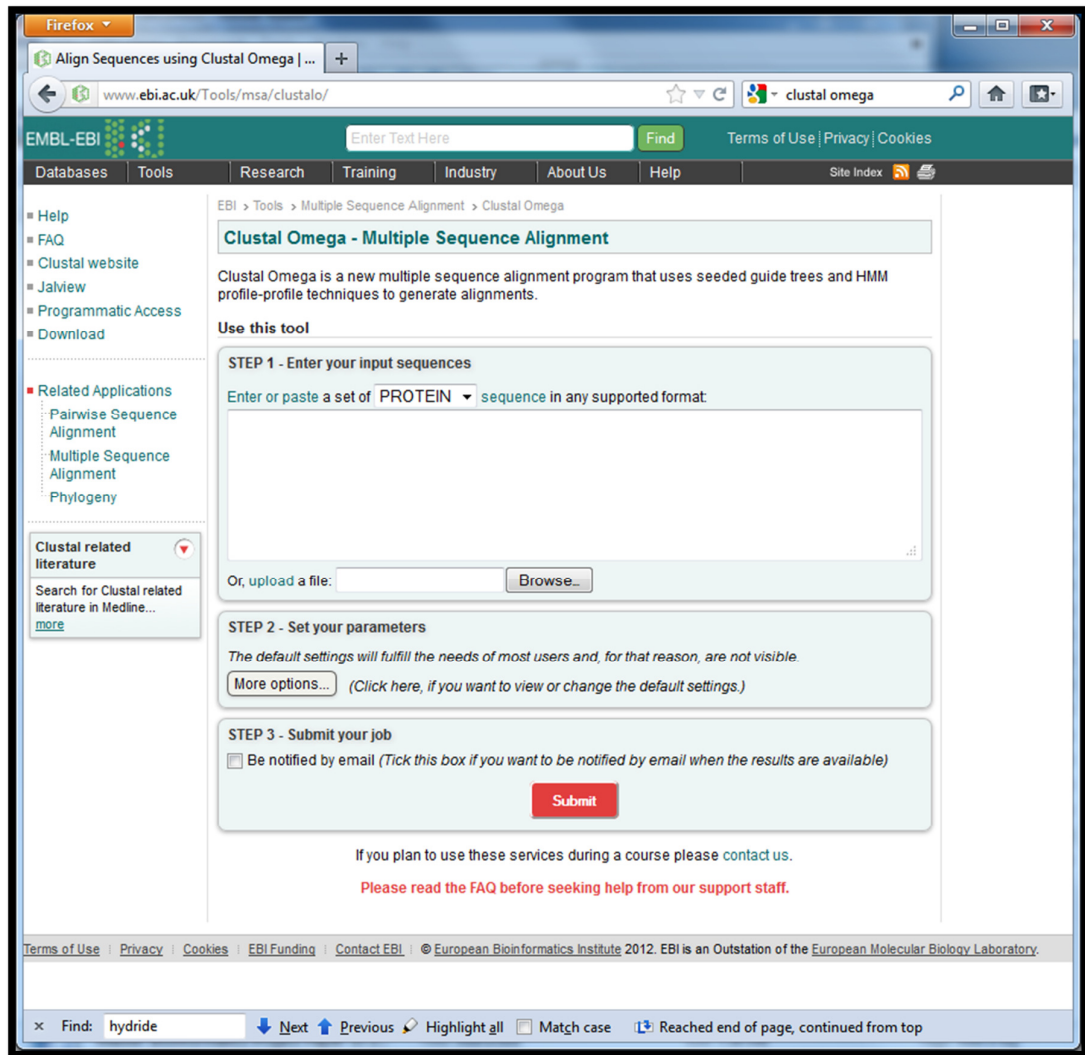 Firefox
Align Sequences using Clustal Omega | ...
www.ebi.ac.uk/Tools/msa/clustalo/
clustal omega
EMBL-EBI
Enter Text Here
Find
Terms of Use | Privacy | Cookies
Databases Tools Research Training Industry About Us Help Site Index
Help
FAQ
Clustal website
Jalview
Programmatic Access
Download
Related Applications
Pairwise Sequence
Alignment
Multiple Sequence
Alignment
Phylogeny
Clustal related
literature
Search for Clustal related
literature in Medline...
more
EBI > Tools > Multiple Sequence Alignment > Clustal Omega
Clustal Omega - Multiple Sequence Alignment
Clustal Omega is a new multiple sequence alignment program that uses seeded guide trees and HMM
profile-profile techniques to generate alignments.
Use this tool
STEP 1 - Enter your input sequences
Enter or paste a set of PROTEIN sequence in any supported format:
Or, upload a file: Browse...
STEP 2 - Set your parameters
The default settings will fulfill the needs of most users and, for that reason, are not visible.
More options... (Click here, if you want to view or change the default settings.)
STEP 3 - Submit your job
Be notified by email (Tick this box if you want to be notified by email when the results are available)
Submit
If you plan to use these services during a course please contact us.
Please read the FAQ before seeking help from our support staff.
Terms of Use | Privacy | Cookies | EBI Funding | Contact EBI | © European Bioinformatics Institute 2012. EBI is an Outstation of the European Molecular Biology Laboratory.
× Find: hydride Next Previous Highlight all Match case Reached end of page, continued from top